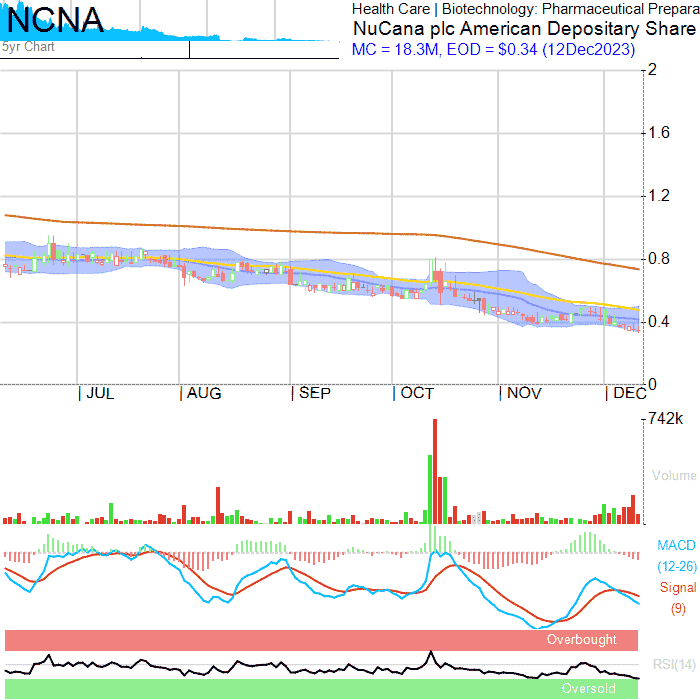 NCNA
5yr Chart
Health Care | Biotechnology: Pharmaceutical Prepara
NuCana plc American Depositary Share
MC = 18.3M, EOD = $0.34 (12Dec2023)
2
1.6
1.2
0.8
0.4
0
JUL AUG SEP OCT NOV DEC
742k
Volume
MACD
(12-26)
Signal
(9)
Overbought
RSI(14)
Oversold